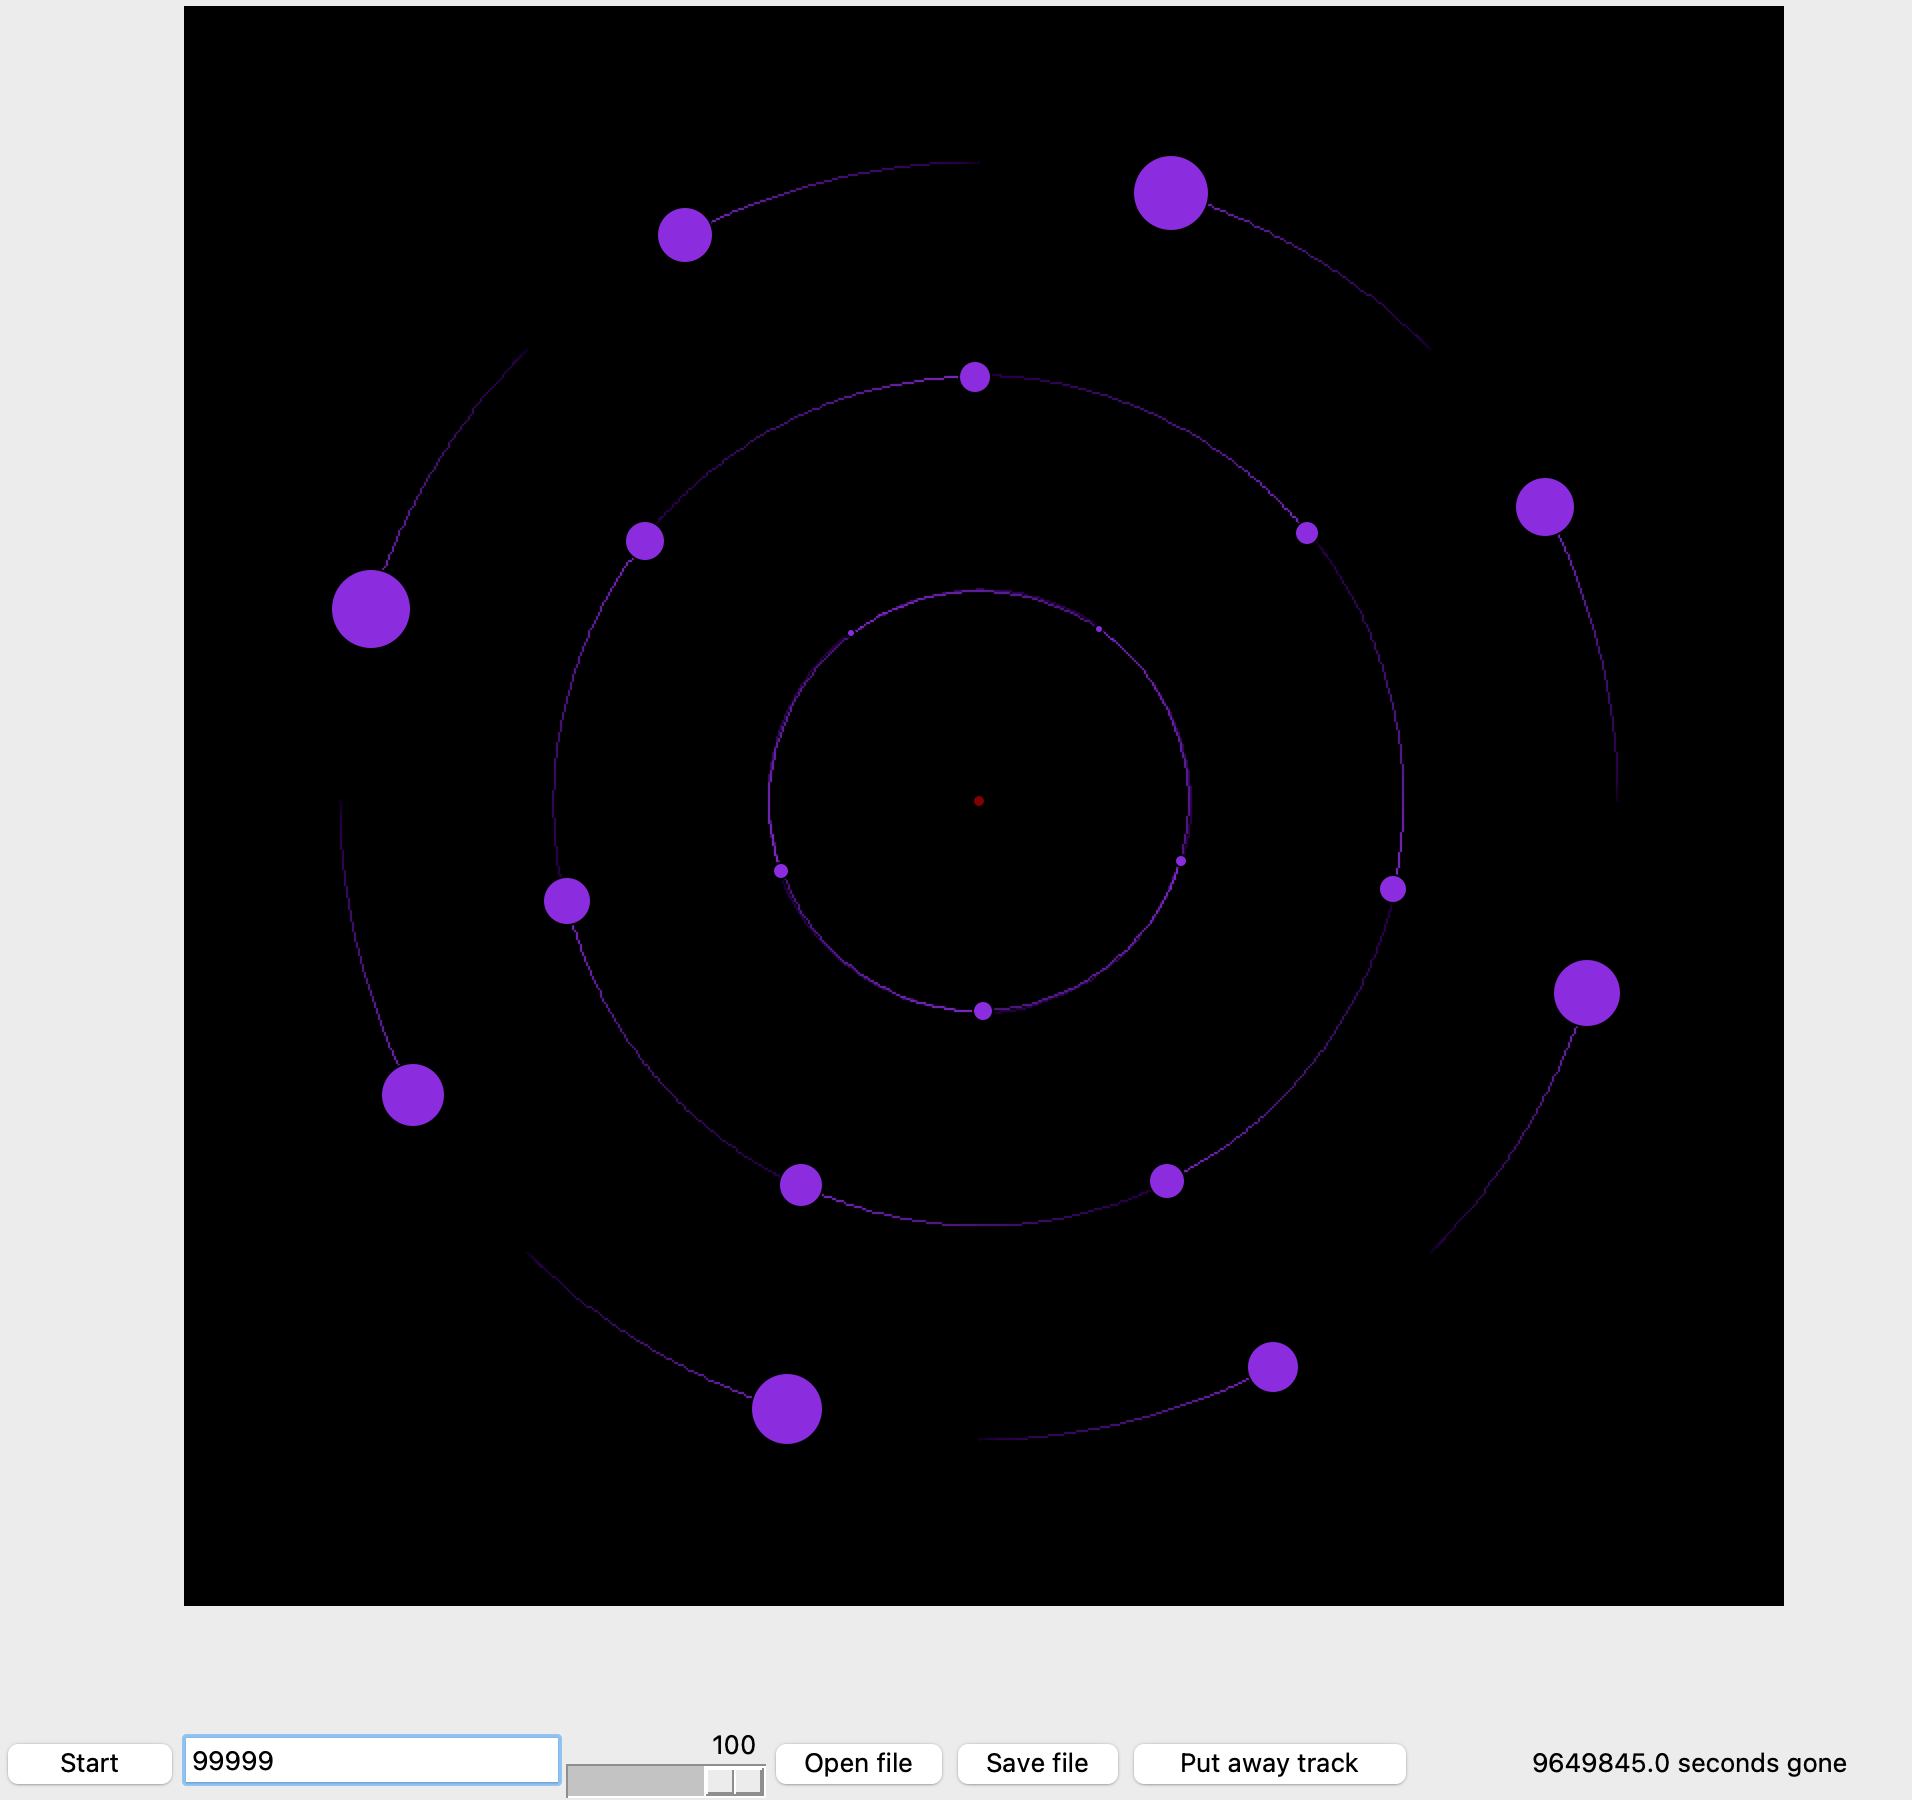 100
Start
99999
Open file
Save file
Put away track
9649845.0 seconds gone